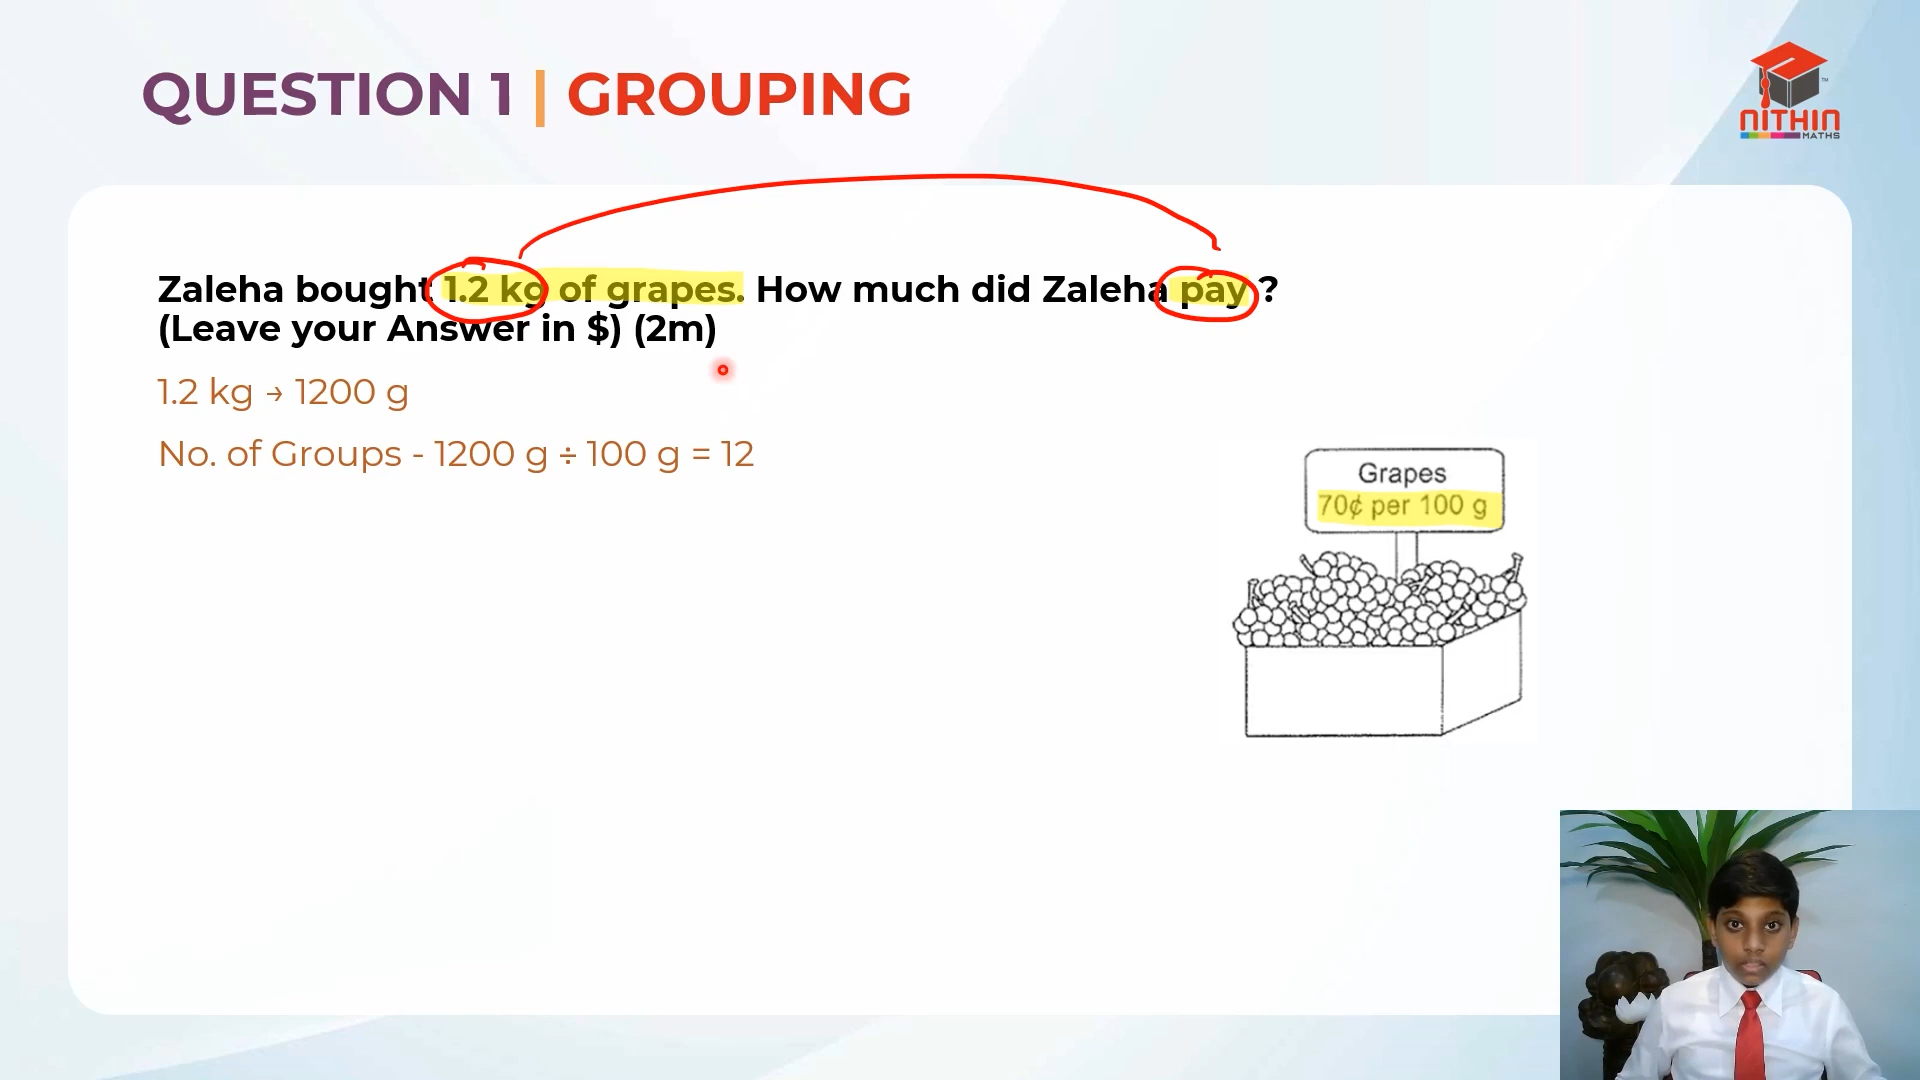 QUESTION 1 | GROUPING
NITHIN
MATHS
TM
Zaleha bought 1.2 kg of grapes. How much did Zaleha pay ?
(Leave your Answer in $) (2m)
1.2 kg → 1200 g
No. of Groups - 1200 g ÷ 100 g = 12
Grapes
70¢ per 100 g